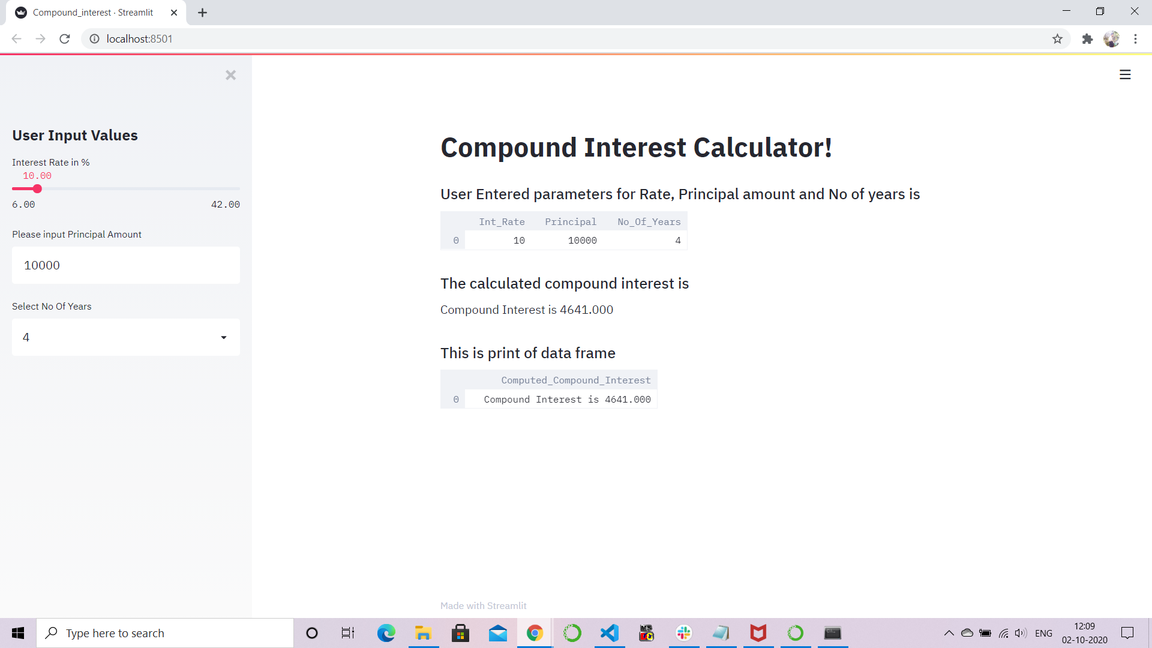 Compound_interest · Streamlit
localhost:8501
User Input Values
Interest Rate in %
10.00
6.00 42.00
Please input Principal Amount
10000
Select No Of Years
4
Compound Interest Calculator!
User Entered parameters for Rate, Principal amount and No of years is
Int_Rate Principal No_Of_Years
0 10 10000 4
The calculated compound interest is
Compound Interest is 4641.000
This is print of data frame
Computed_Compound_Interest
0 Compound Interest is 4641.000
Made with Streamlit
Type here to search
ENG
12:09
02-10-2020